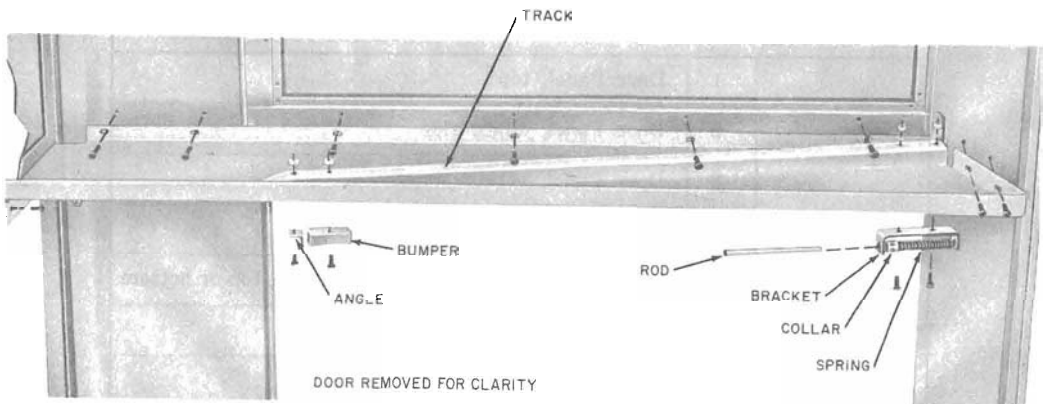 TRACK
BUMPER
ANGLE
ROD
BRACKET
COLLAR
SPRING
DOOR REMOVED FOR CLARITY